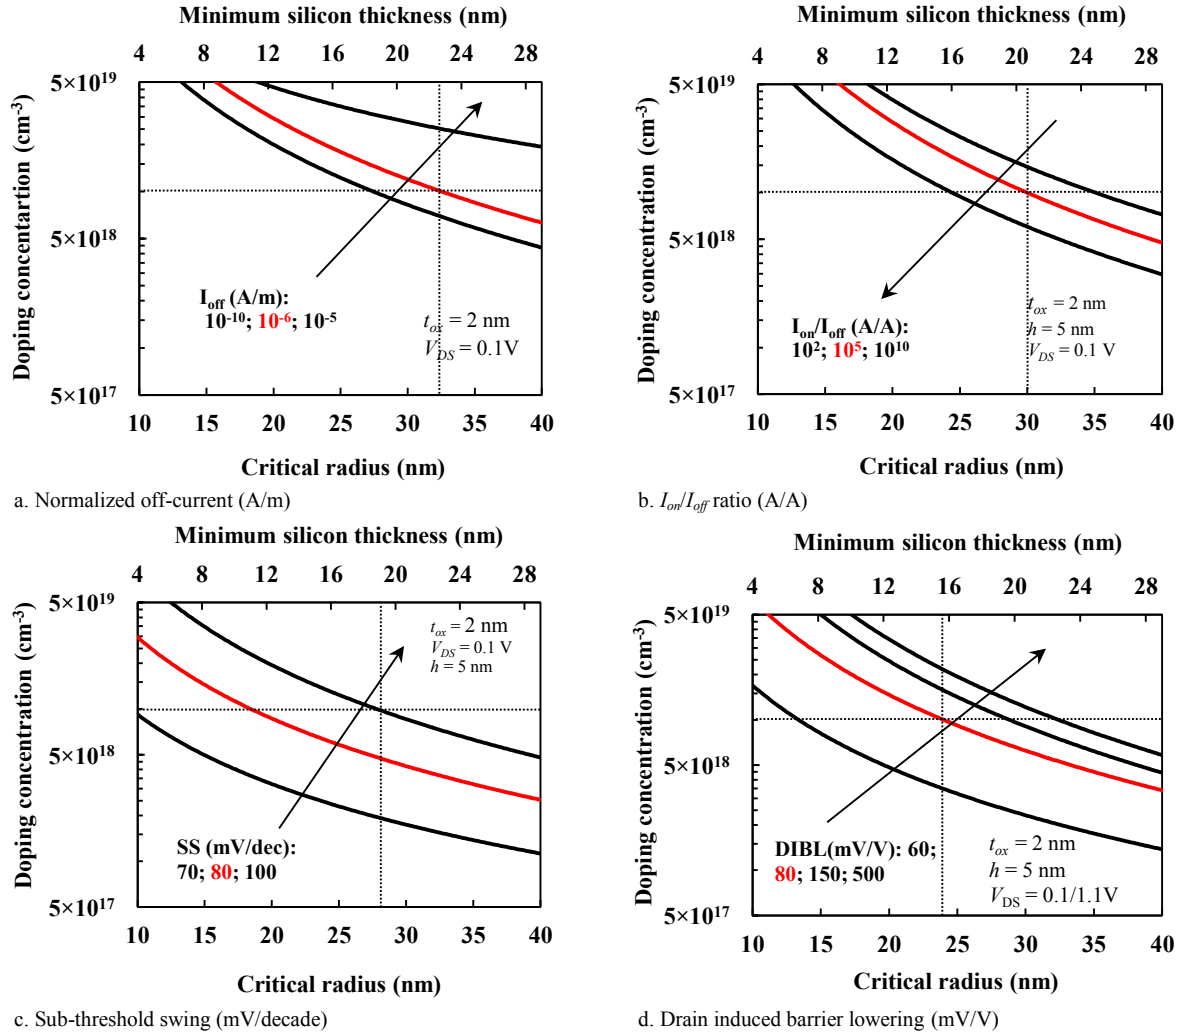 Minimum silicon thickness (nm)
4 8 12 16 20 24 28
5×10¹⁹
5×10¹⁸
5×10¹⁷
Doping concentartion (cm⁻³)
I_off (A/m):
10⁻¹⁰; 10⁻⁶; 10⁻⁵
t_ox = 2 nm
V_DS = 0.1V
10 15 20 25 30 35 40
Critical radius (nm)
a. Normalized off-current (A/m)
Minimum silicon thickness (nm)
4 8 12 16 20 24 28
5×10¹⁹
5×10¹⁸
5×10¹⁷
Doping concentration (cm⁻³)
I_on/I_off (A/A):
10²; 10⁵; 10¹⁰
t_ox = 2 nm
h = 5 nm
V_DS = 0.1 V
10 15 20 25 30 35 40
Critical radius (nm)
b. I_on/I_off ratio (A/A)
Minimum silicon thickness (nm)
4 8 12 16 20 24 28
5×10¹⁹
5×10¹⁸
5×10¹⁷
Doping concentration (cm⁻³)
t_ox = 2 nm
V_DS = 0.1 V
h = 5 nm
SS (mV/dec):
70; 80; 100
10 15 20 25 30 35 40
Critical radius (nm)
c. Sub-threshold swing (mV/decade)
Minimum silicon thickness (nm)
4 8 12 16 20 24 28
5×10¹⁹
5×10¹⁸
5×10¹⁷
Doping concentration (cm⁻³)
DIBL(mV/V): 60;
80; 150; 500
t_ox = 2 nm
h = 5 nm
V_DS = 0.1/1.1V
10 15 20 25 30 35 40
Critical radius (nm)
d. Drain induced barrier lowering (mV/V)